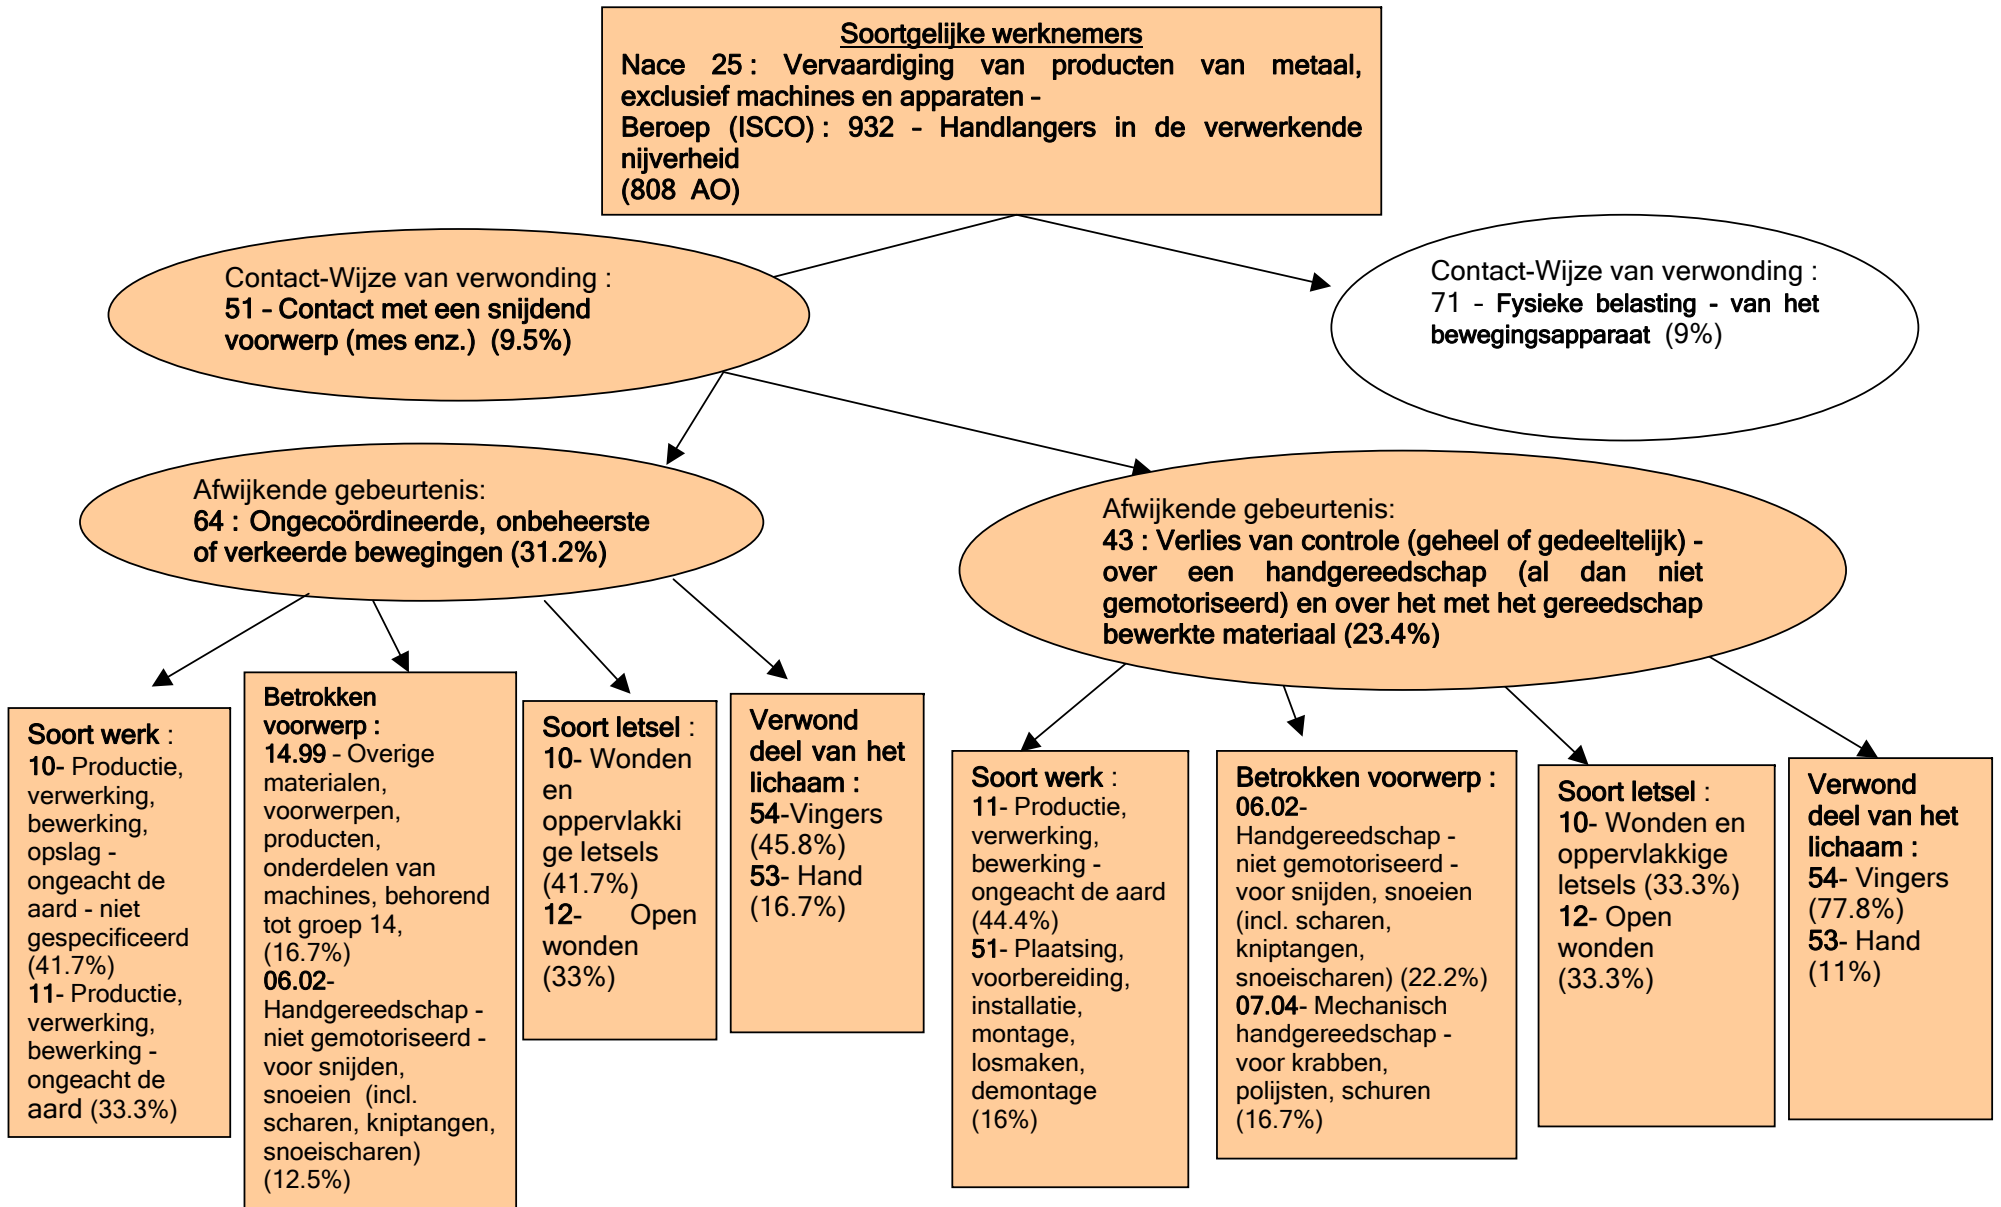 Soortgelijke werknemers
Nace 25 : Vervaardiging van producten van metaal,
exclusief machines en apparaten –
Beroep (ISCO) : 932 – Handlangers in de verwerkende
nijverheid
(808 AO)
Contact-Wijze van verwonding :
51 – Contact met een snijdend
voorwerp (mes enz.) (9.5%)
Contact-Wijze van verwonding :
71 - Fysieke belasting - van het
bewegingsapparaat (9%)
Afwijkende gebeurtenis:
64 : Ongecoördineerde, onbeheerste
of verkeerde bewegingen (31.2%)
Afwijkende gebeurtenis:
43 : Verlies van controle (geheel of gedeeltelijk) -
over een handgereedschap (al dan niet
gemotoriseerd) en over het met het gereedschap
bewerkte materiaal (23.4%)
Soort werk :
10- Productie,
verwerking,
bewerking,
opslag -
ongeacht de
aard - niet
gespecificeerd
(41.7%)
11- Productie,
verwerking,
bewerking -
ongeacht de
aard (33.3%)
Betrokken
voorwerp :
14.99 - Overige
materialen,
voorwerpen,
producten,
onderdelen van
machines, behorend
tot groep 14,
(16.7%)
06.02-
Handgereedschap -
niet gemotoriseerd -
voor snijden,
snoeien (incl.
scharen, kniptangen,
snoeischaren)
(12.5%)
Soort letsel :
10- Wonden
en
oppervlakki
ge letsels
(41.7%)
12- Open
wonden
(33%)
Verwond
deel van het
lichaam :
54-Vingers
(45.8%)
53- Hand
(16.7%)
Soort werk :
11- Productie,
verwerking,
bewerking -
ongeacht de aard
(44.4%)
51- Plaatsing,
voorbereiding,
installatie,
montage,
losmaken,
demontage
(16%)
Betrokken voorwerp :
06.02-
Handgereedschap -
niet gemotoriseerd -
voor snijden, snoeien
(incl. scharen,
kniptangen,
snoeischaren) (22.2%)
07.04- Mechanisch
handgereedschap -
voor krabben,
polijsten, schuren
(16.7%)
Soort letsel :
10- Wonden en
oppervlakkige
letsels (33.3%)
12- Open
wonden
(33.3%)
Verwond
deel van het
lichaam :
54- Vingers
(77.8%)
53- Hand
(11%)